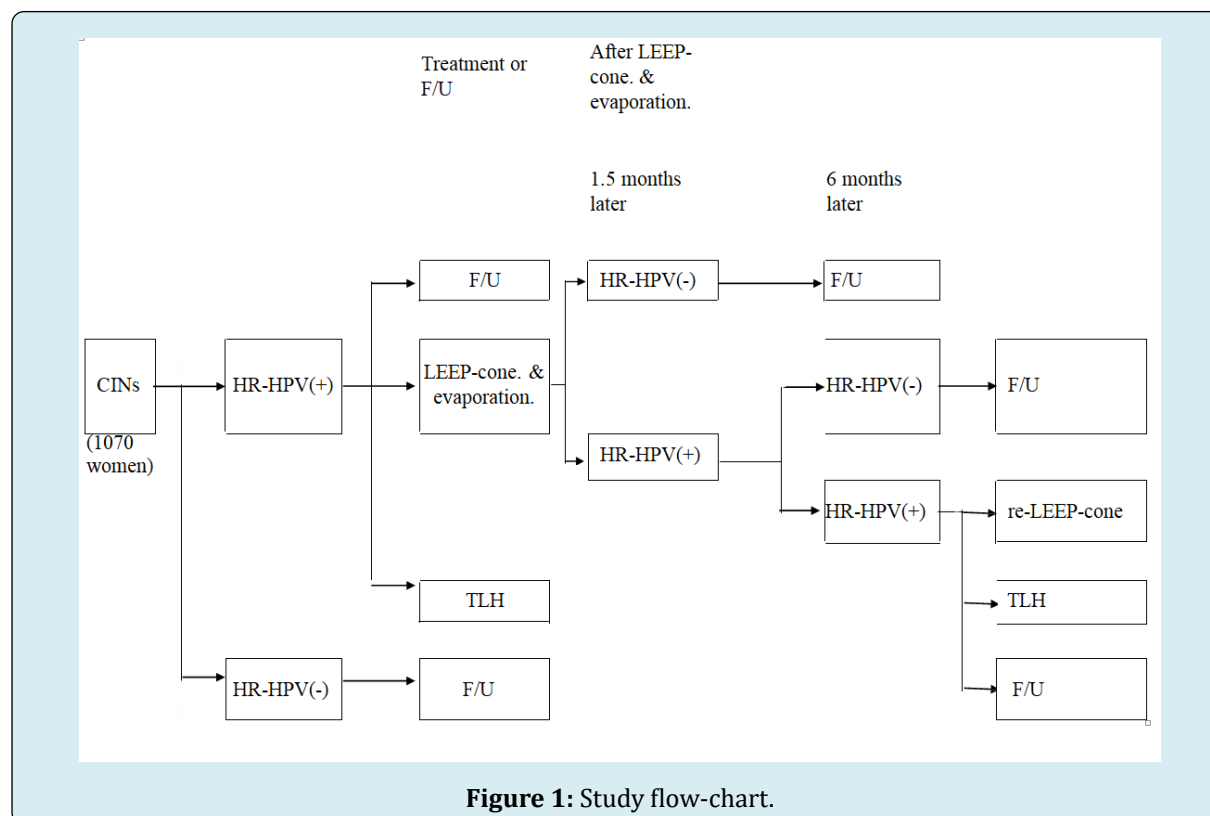 Treatment or
F/U
After LEEP-
cone. &
evaporation.
1.5 months
later
6 months
later
F/U
HR-HPV(-)
F/U
CINs
(1070
women)
HR-HPV(+)
LEEP-cone. &
evaporation.
HR-HPV(-)
F/U
HR-HPV(+)
HR-HPV(+)
re-LEEP-cone
TLH
TLH
HR-HPV(-)
F/U
F/U
Figure 1: Study flow-chart.